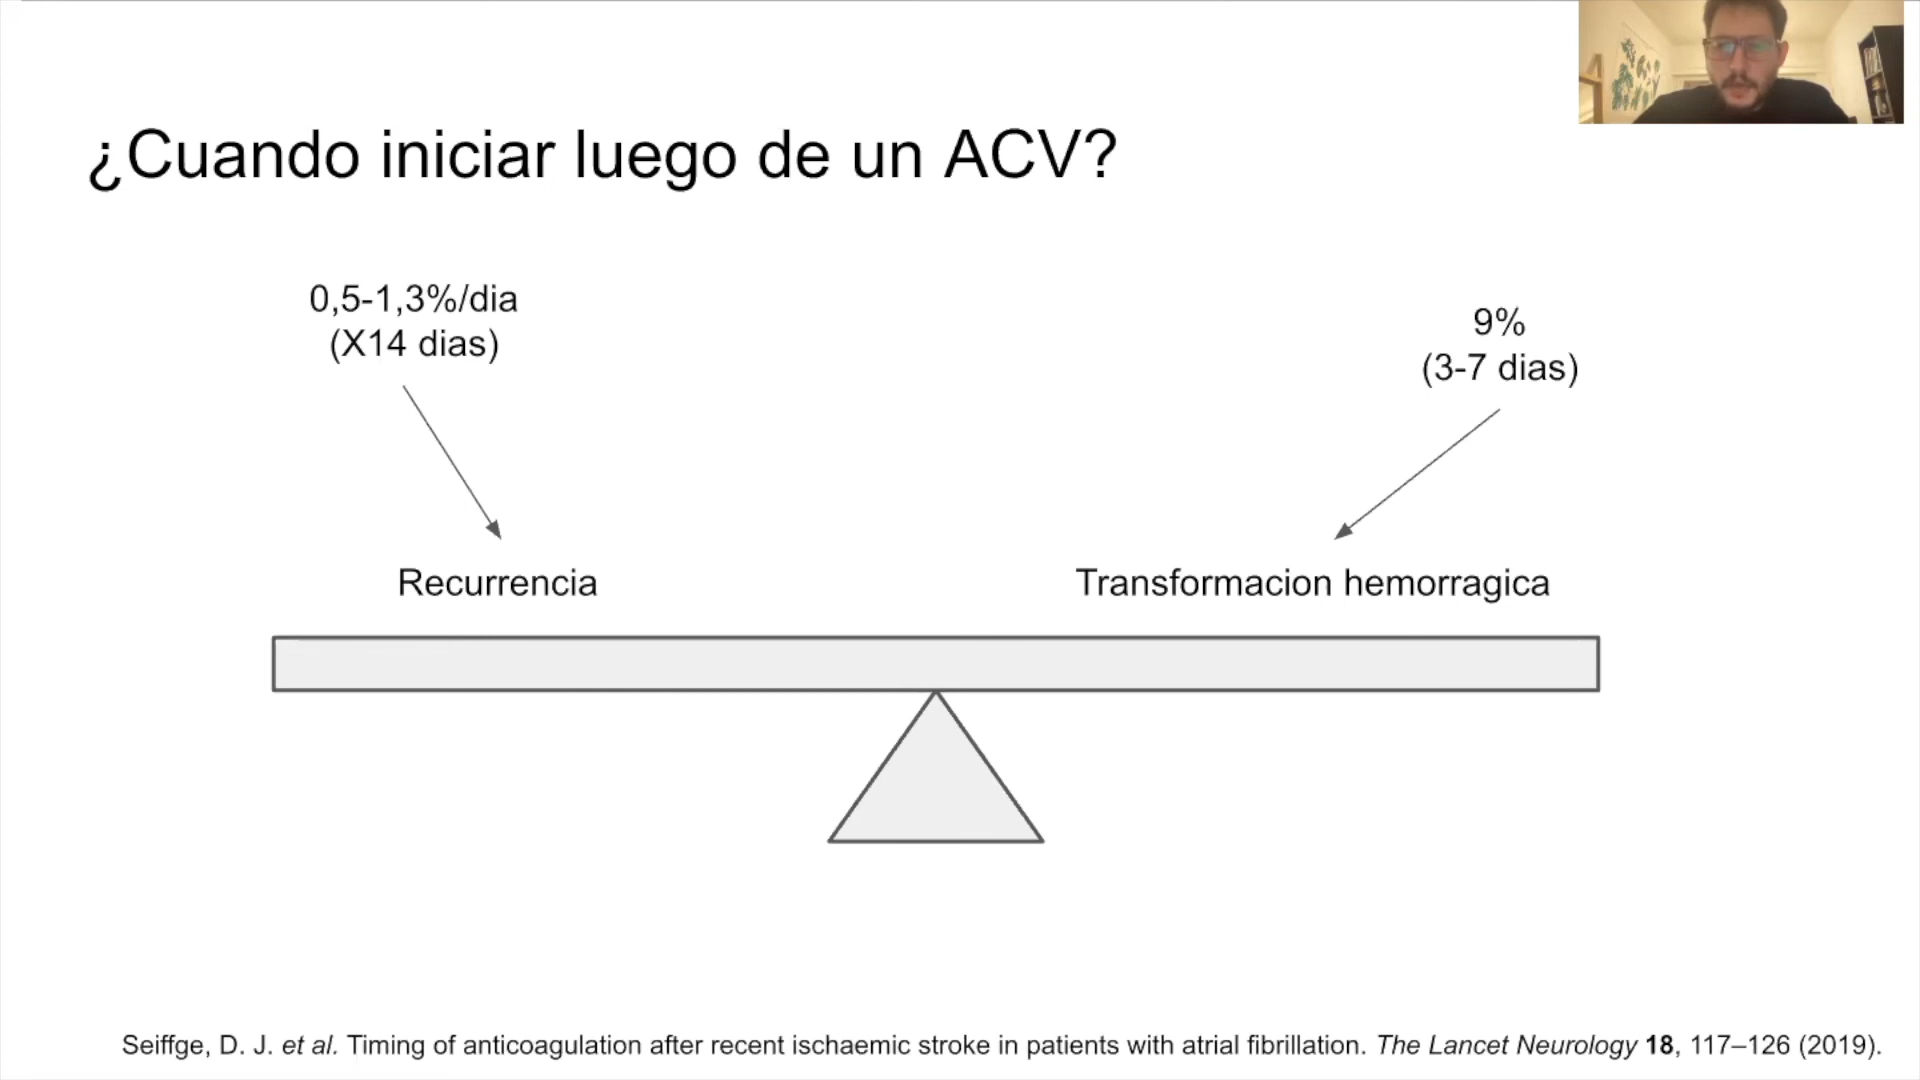 ¿Cuando iniciar luego de un ACV?
0,5-1,3%/dia
(X14 dias)
9%
(3-7 dias)
Recurrencia
Transformacion hemorragica
Seiffge, D. J. et al. Timing of anticoagulation after recent ischaemic stroke in patients with atrial fibrillation. The Lancet Neurology 18, 117–126 (2019).